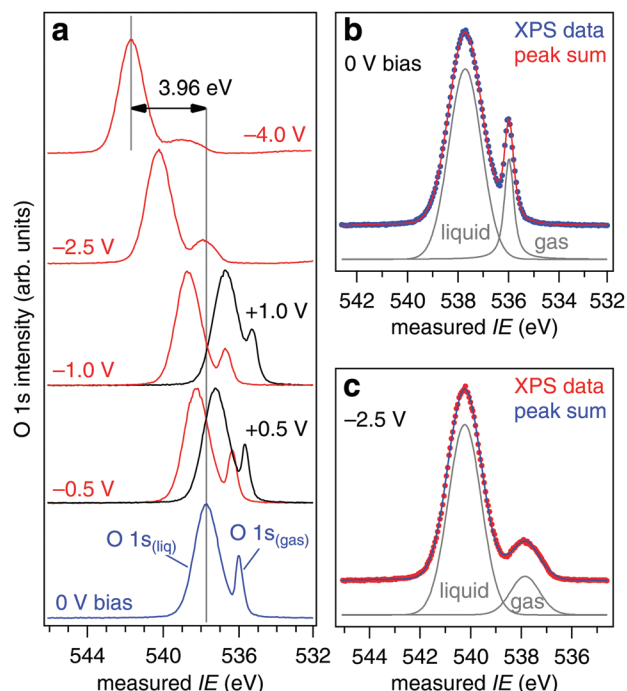 a
3.96 eV
−4.0 V
−2.5 V
+1.0 V
−1.0 V
+0.5 V
−0.5 V
O 1s(liq)
O 1s(gas)
0 V bias
544 540 536 532
measured IE (eV)
O 1s intensity (arb. units)
b
XPS data
peak sum
0 V bias
liquid
gas
542 540 538 536 534 532
measured IE (eV)
c
XPS data
peak sum
−2.5 V
liquid
gas
544 542 540 538 536
measured IE (eV)